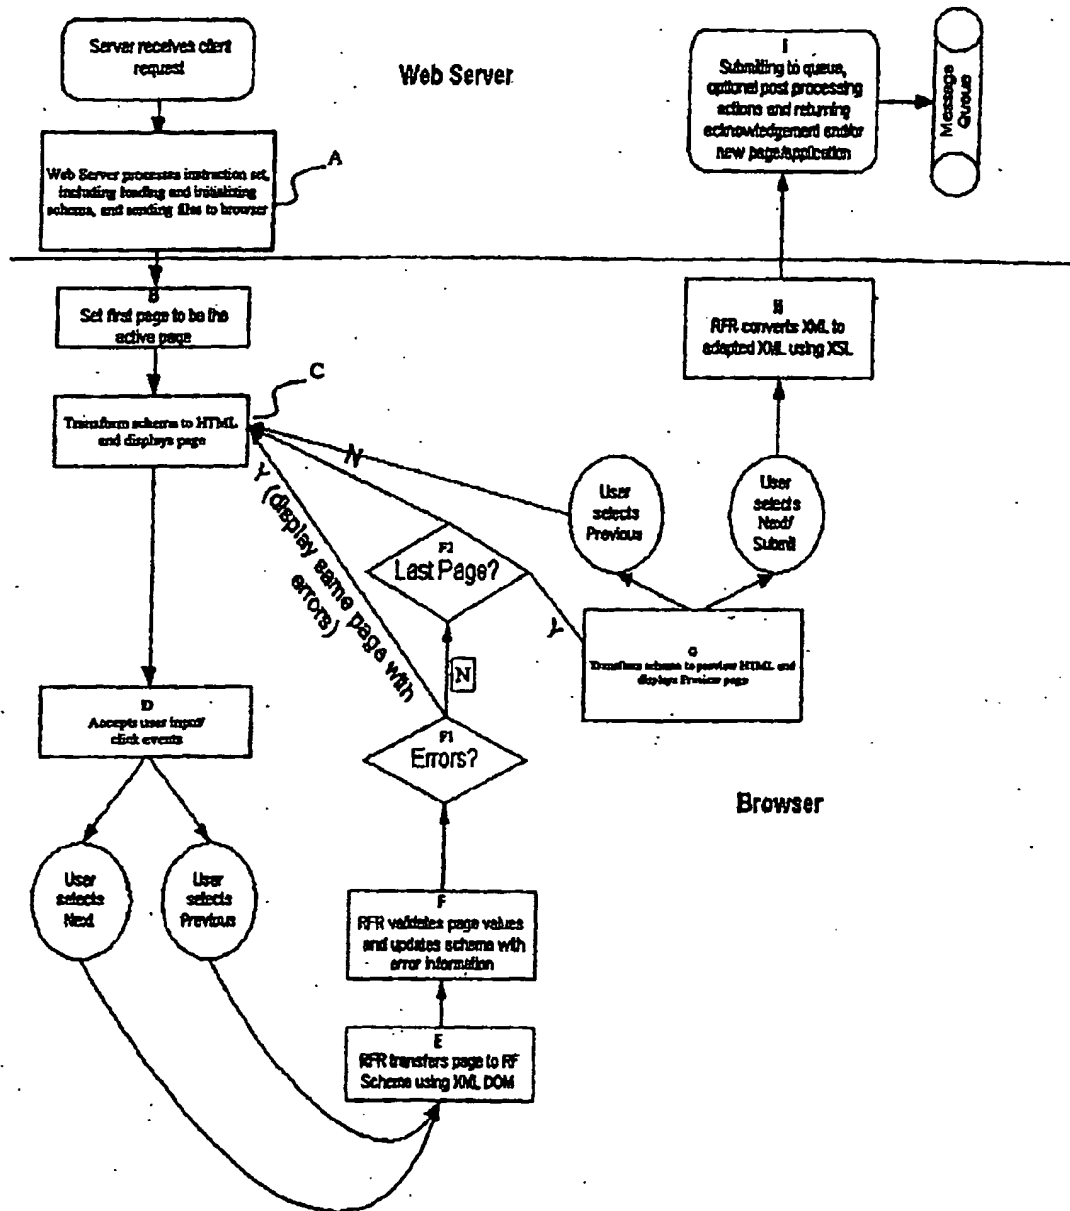 Server receives client
request
Web Server
I
Submitting to queue,
optional post processing
actions and returning
acknowledgement and/or
new page/application
Message
Queue
Web Server processes instruction set,
including loading and initializing
schema, and sending files to browser
A
B
Set first page to be the
active page
H
RFR converts XML to
adapted XML using XSL
C
Transform schema to HTML
and displays page
N
User
selects
Previous
User
selects
Next/
Submit
Y (display same page with
errors)
F2
Last Page?
Y
G
Transform schema to preview HTML and
displays Preview page
N
D
Accepts user input/
click events
F1
Errors?
Browser
User
selects
Next
User
selects
Previous
F
RFR validates page values
and updates schema with
error information
E
RFR transfers page to RF
Schema using XML DOM